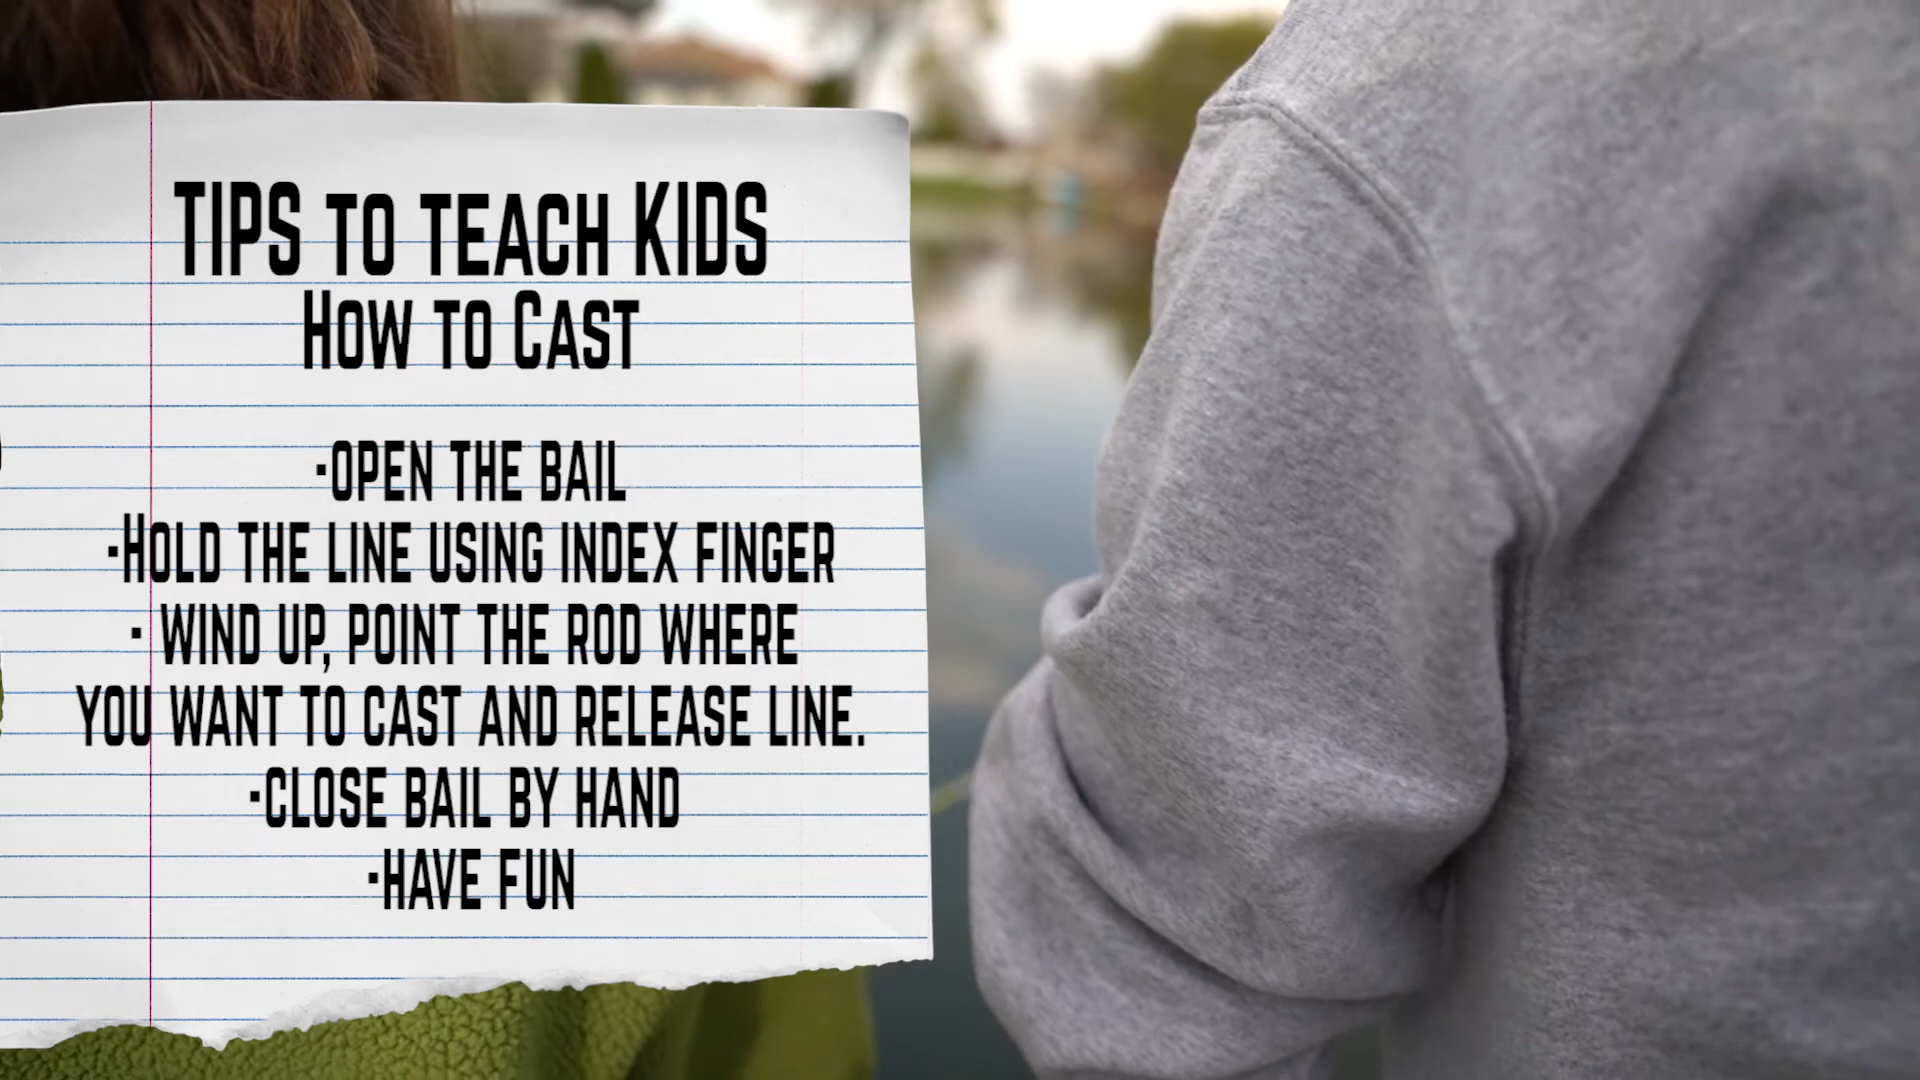 TIPS TO TEACH KIDS
HOW TO CAST
·OPEN THE BAIL
·HOLD THE LINE USING INDEX FINGER
· WIND UP, POINT THE ROD WHERE
YOU WANT TO CAST AND RELEASE LINE.
·CLOSE BAIL BY HAND
·HAVE FUN